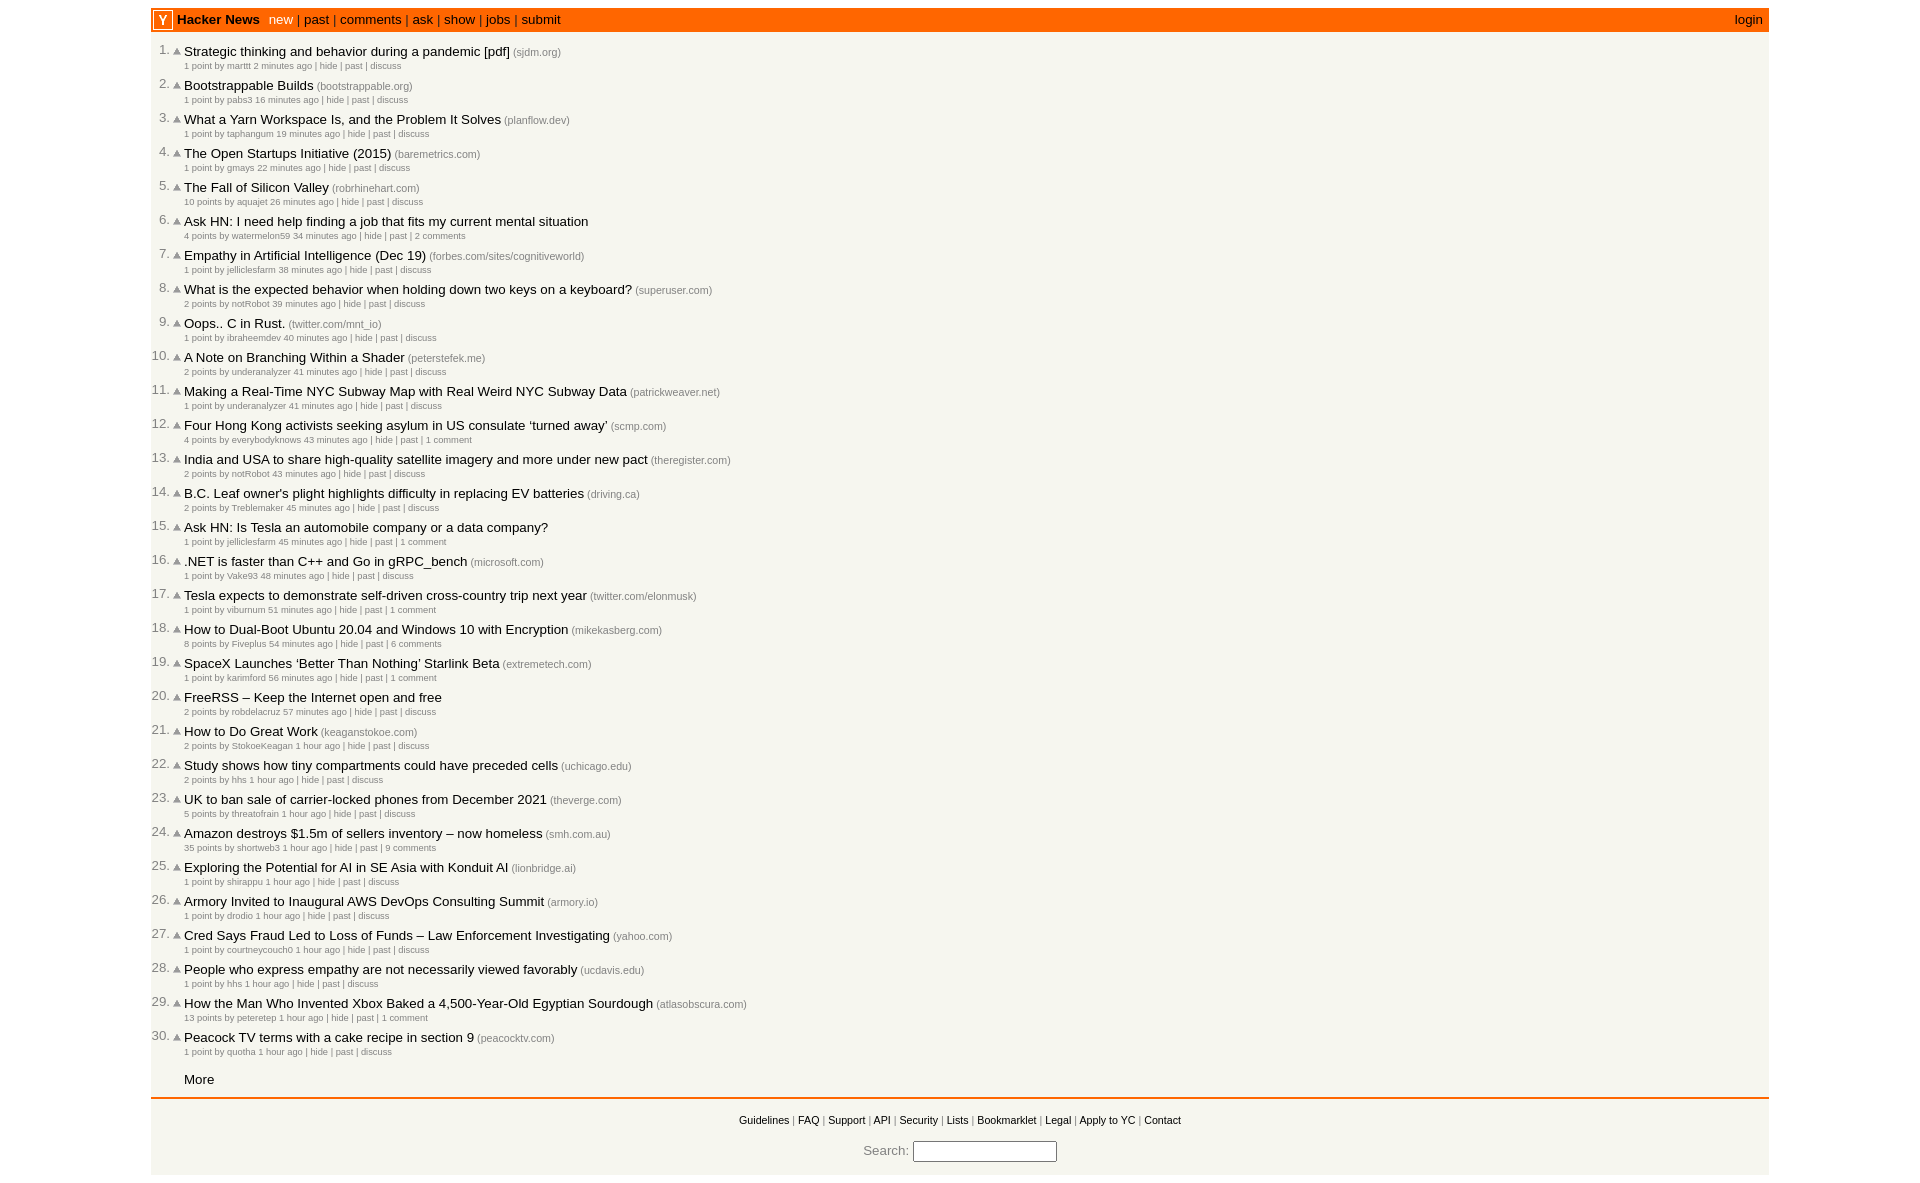 Y Hacker News new | past | comments | ask | show | jobs | submit login
1. Strategic thinking and behavior during a pandemic [pdf] (sjdm.org)
1 point by marttt 2 minutes ago | hide | past | discuss
2. Bootstrappable Builds (bootstrappable.org)
1 point by pabs3 16 minutes ago | hide | past | discuss
3. What a Yarn Workspace Is, and the Problem It Solves (planflow.dev)
1 point by taphangum 19 minutes ago | hide | past | discuss
4. The Open Startups Initiative (2015) (baremetrics.com)
1 point by gmays 22 minutes ago | hide | past | discuss
5. The Fall of Silicon Valley (robrhinehart.com)
10 points by aquajet 26 minutes ago | hide | past | discuss
6. Ask HN: I need help finding a job that fits my current mental situation
4 points by watermelon59 34 minutes ago | hide | past | 2 comments
7. Empathy in Artificial Intelligence (Dec 19) (forbes.com/sites/cognitiveworld)
1 point by jelliclesfarm 38 minutes ago | hide | past | discuss
8. What is the expected behavior when holding down two keys on a keyboard? (superuser.com)
2 points by notRobot 39 minutes ago | hide | past | discuss
9. Oops.. C in Rust. (twitter.com/mnt_io)
1 point by ibraheemdev 40 minutes ago | hide | past | discuss
10. A Note on Branching Within a Shader (peterstefek.me)
2 points by underanalyzer 41 minutes ago | hide | past | discuss
11. Making a Real-Time NYC Subway Map with Real Weird NYC Subway Data (patrickweaver.net)
1 point by underanalyzer 41 minutes ago | hide | past | discuss
12. Four Hong Kong activists seeking asylum in US consulate ‘turned away’ (scmp.com)
4 points by everybodyknows 43 minutes ago | hide | past | 1 comment
13. India and USA to share high-quality satellite imagery and more under new pact (theregister.com)
2 points by notRobot 43 minutes ago | hide | past | discuss
14. B.C. Leaf owner's plight highlights difficulty in replacing EV batteries (driving.ca)
2 points by Treblemaker 45 minutes ago | hide | past | discuss
15. Ask HN: Is Tesla an automobile company or a data company?
1 point by jelliclesfarm 45 minutes ago | hide | past | 1 comment
16. .NET is faster than C++ and Go in gRPC_bench (microsoft.com)
1 point by Vake93 48 minutes ago | hide | past | discuss
17. Tesla expects to demonstrate self-driven cross-country trip next year (twitter.com/elonmusk)
1 point by viburnum 51 minutes ago | hide | past | 1 comment
18. How to Dual-Boot Ubuntu 20.04 and Windows 10 with Encryption (mikekasberg.com)
8 points by Fiveplus 54 minutes ago | hide | past | 6 comments
19. SpaceX Launches ‘Better Than Nothing’ Starlink Beta (extremetech.com)
1 point by karimford 56 minutes ago | hide | past | 1 comment
20. FreeRSS – Keep the Internet open and free
2 points by robdelacruz 57 minutes ago | hide | past | discuss
21. How to Do Great Work (keaganstokoe.com)
2 points by StokoeKeagan 1 hour ago | hide | past | discuss
22. Study shows how tiny compartments could have preceded cells (uchicago.edu)
2 points by hhs 1 hour ago | hide | past | discuss
23. UK to ban sale of carrier-locked phones from December 2021 (theverge.com)
5 points by threatofrain 1 hour ago | hide | past | discuss
24. Amazon destroys $1.5m of sellers inventory – now homeless (smh.com.au)
35 points by shortweb3 1 hour ago | hide | past | 9 comments
25. Exploring the Potential for AI in SE Asia with Konduit AI (lionbridge.ai)
1 point by shirappu 1 hour ago | hide | past | discuss
26. Armory Invited to Inaugural AWS DevOps Consulting Summit (armory.io)
1 point by drodio 1 hour ago | hide | past | discuss
27. Cred Says Fraud Led to Loss of Funds – Law Enforcement Investigating (yahoo.com)
1 point by courtneycouch0 1 hour ago | hide | past | discuss
28. People who express empathy are not necessarily viewed favorably (ucdavis.edu)
1 point by hhs 1 hour ago | hide | past | discuss
29. How the Man Who Invented Xbox Baked a 4,500-Year-Old Egyptian Sourdough (atlasobscura.com)
13 points by peteretep 1 hour ago | hide | past | 1 comment
30. Peacock TV terms with a cake recipe in section 9 (peacocktv.com)
1 point by quotha 1 hour ago | hide | past | discuss
More
Guidelines | FAQ | Support | API | Security | Lists | Bookmarklet | Legal | Apply to YC | Contact
Search: